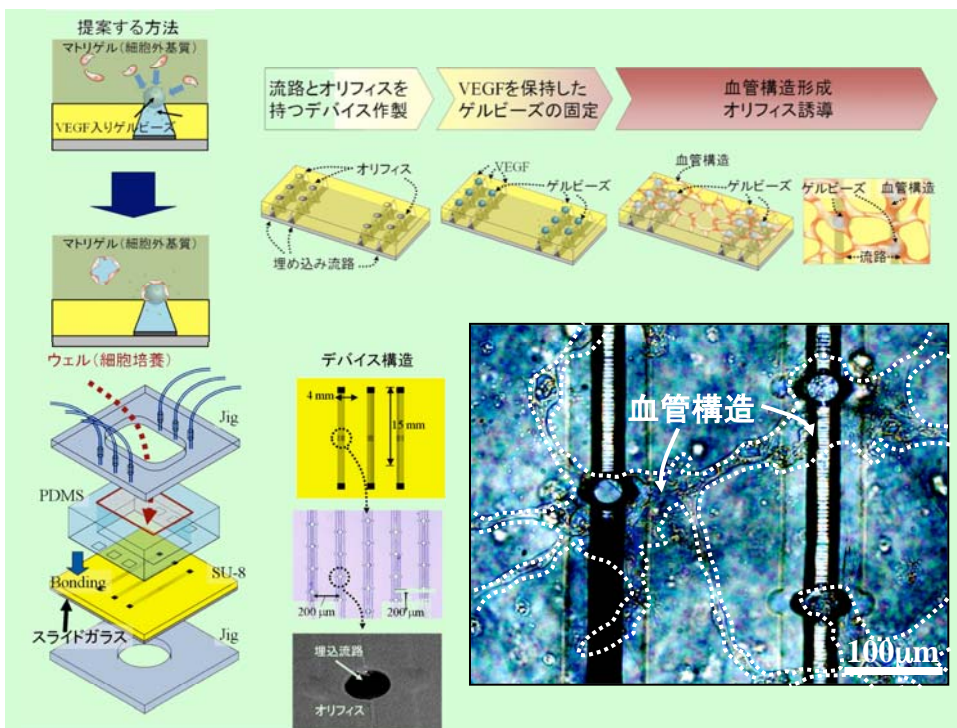 提案する方法
マトリゲル(細胞外基質)
VEGF入りゲルビーズ
マトリゲル(細胞外基質)
流路とオリフィスを
持つデバイス作製
VEGFを保持した
ゲルビーズの固定
血管構造形成
オリフィス誘導
オリフィス
埋め込み流路
VEGF
ゲルビーズ
血管構造
ゲルビーズ
ゲルビーズ
血管構造
流路
ウェル(細胞培養)
Jig
PDMS
Bonding
SU-8
スライドガラス
Jig
デバイス構造
4 mm
15 mm
200 μm
200 μm
埋込流路
オリフィス
血管構造
100μm